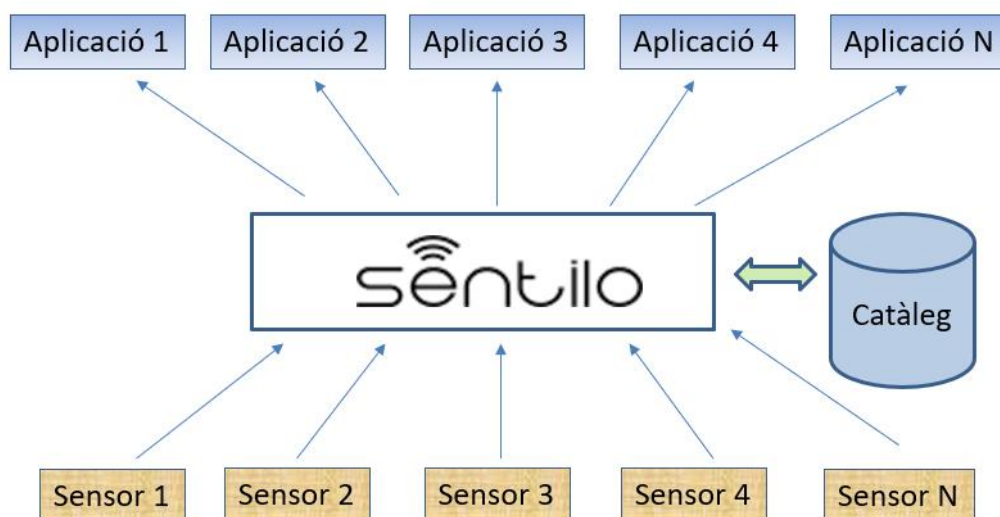 Aplicació 1
Aplicació 2
Aplicació 3
Aplicació 4
Aplicació N
sentilo
Catàleg
Sensor 1
Sensor 2
Sensor 3
Sensor 4
Sensor N